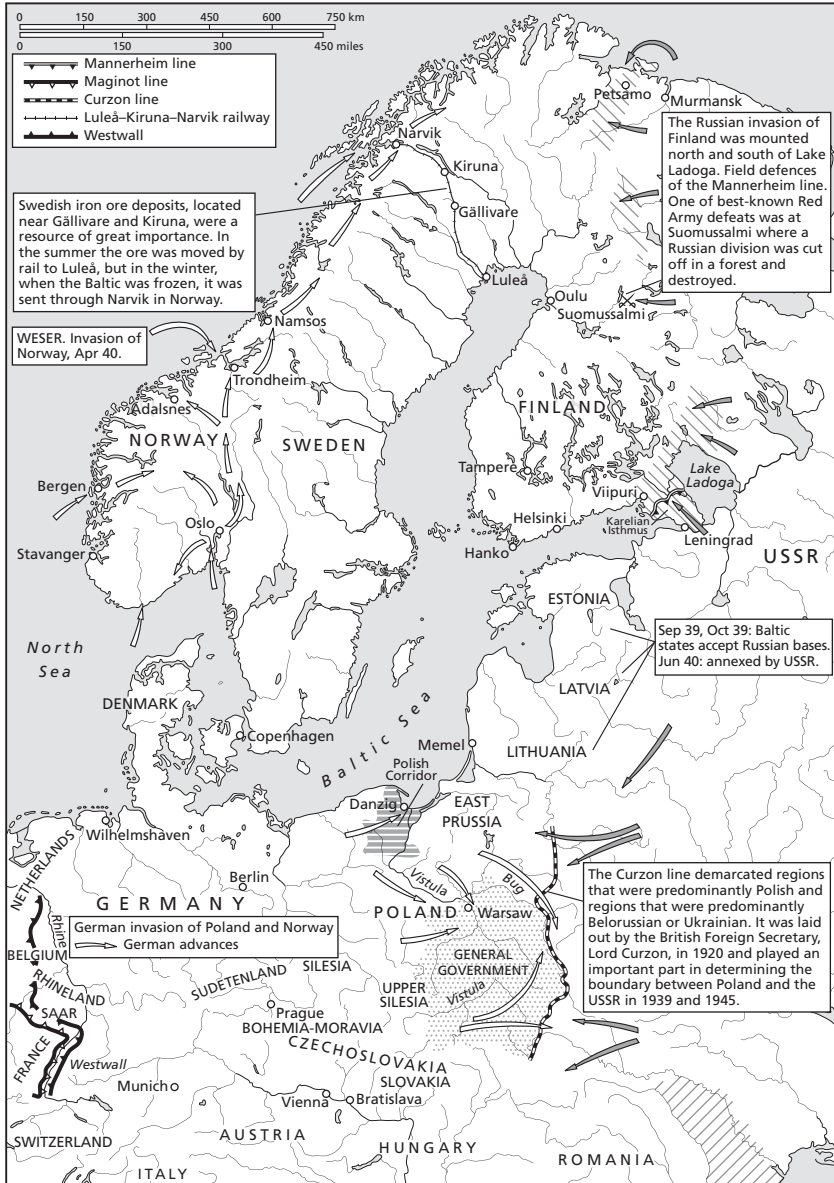 0 150 300 450 600 750 km
0 150 300 450 miles
Mannerheim line
Maginot line
Curzon line
Luleå–Kiruna–Narvik railway
Westwall
Petsamo
Murmansk
The Russian invasion of
Finland was mounted
north and south of Lake
Ladoga. Field defences
of the Mannerheim line.
One of best-known Red
Army defeats was at
Suomussalmi where a
Russian division was cut
off in a forest and
destroyed.
Narvik
Kiruna
Gällivare
Swedish iron ore deposits, located
near Gällivare and Kiruna, were a
resource of great importance. In
the summer the ore was moved by
rail to Luleå, but in the winter,
when the Baltic was frozen, it was
sent through Narvik in Norway.
Luleå
Oulu
Suomussalmi
Namsos
WESER. Invasion of
Norway, Apr 40.
Trondheim
Adalsnes
FINLAND
NORWAY
SWEDEN
Tampere
Lake
Ladoga
Bergen
Viipuri
Oslo
Helsinki
Karelian
Isthmus
Leningrad
Stavanger
Hanko
USSR
ESTONIA
North
Sea
Sep 39, Oct 39: Baltic
states accept Russian bases.
Jun 40: annexed by USSR.
LATVIA
DENMARK
Copenhagen
Baltic Sea
Memel
LITHUANIA
Polish
Corridor
Danzig
EAST
PRUSSIA
Wilhelmshaven
NETHERLANDS
Berlin
Vistula
Bug
The Curzon line demarcated regions
that were predominantly Polish and
regions that were predominantly
Belorussian or Ukrainian. It was laid
out by the British Foreign Secretary,
Lord Curzon, in 1920 and played an
important part in determining the
boundary between Poland and the
USSR in 1939 and 1945.
GERMANY
POLAND
Warsaw
German invasion of Poland and Norway
German advances
Rhine
BELGIUM
GENERAL
GOVERNMENT
SILESIA
SUDETENLAND
RHINELAND
UPPER
SILESIA
Vistula
SAAR
Prague
BOHEMIA-MORAVIA
FRANCE
CZECHOSLOVAKIA
Westwall
SLOVAKIA
Munich
Vienna
Bratislava
SWITZERLAND
AUSTRIA
HUNGARY
ROMANIA
ITALY